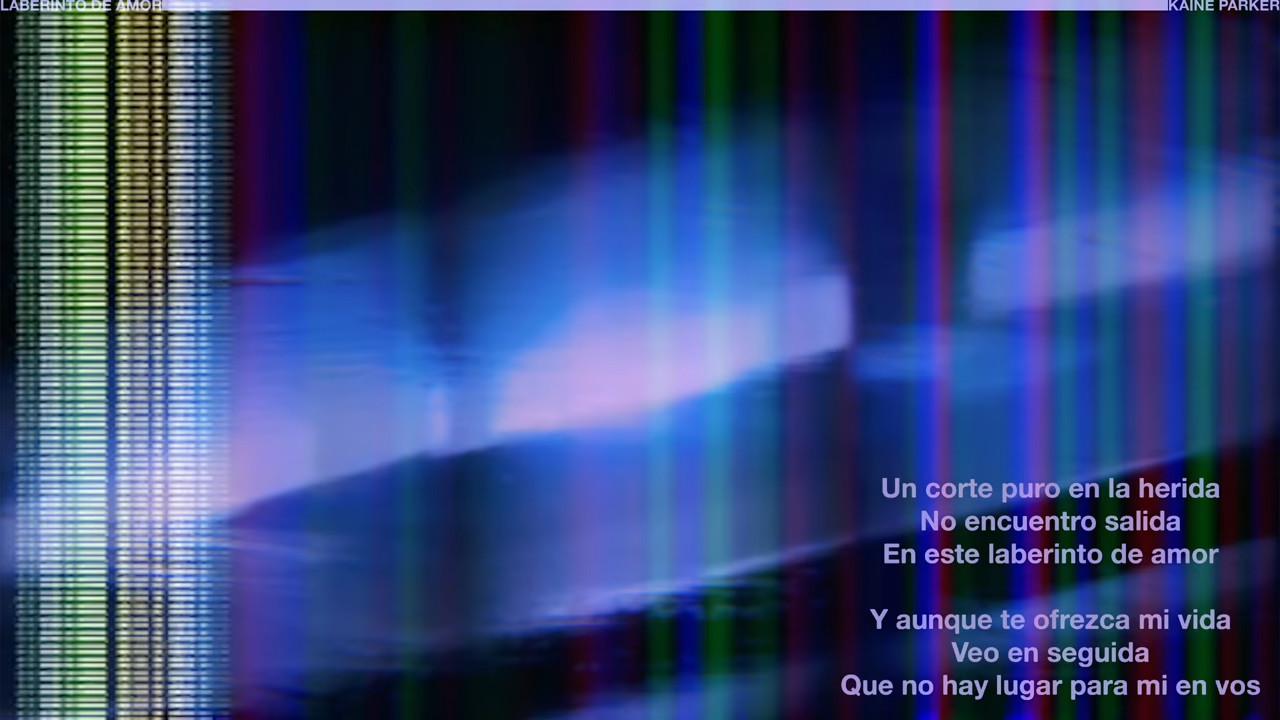 LABERINTO DE AMOR
KAINE PARKER
Un corte puro en la herida
No encuentro salida
En este laberinto de amor
Y aunque te ofrezca mi vida
Veo en seguida
Que no hay lugar para mi en vos